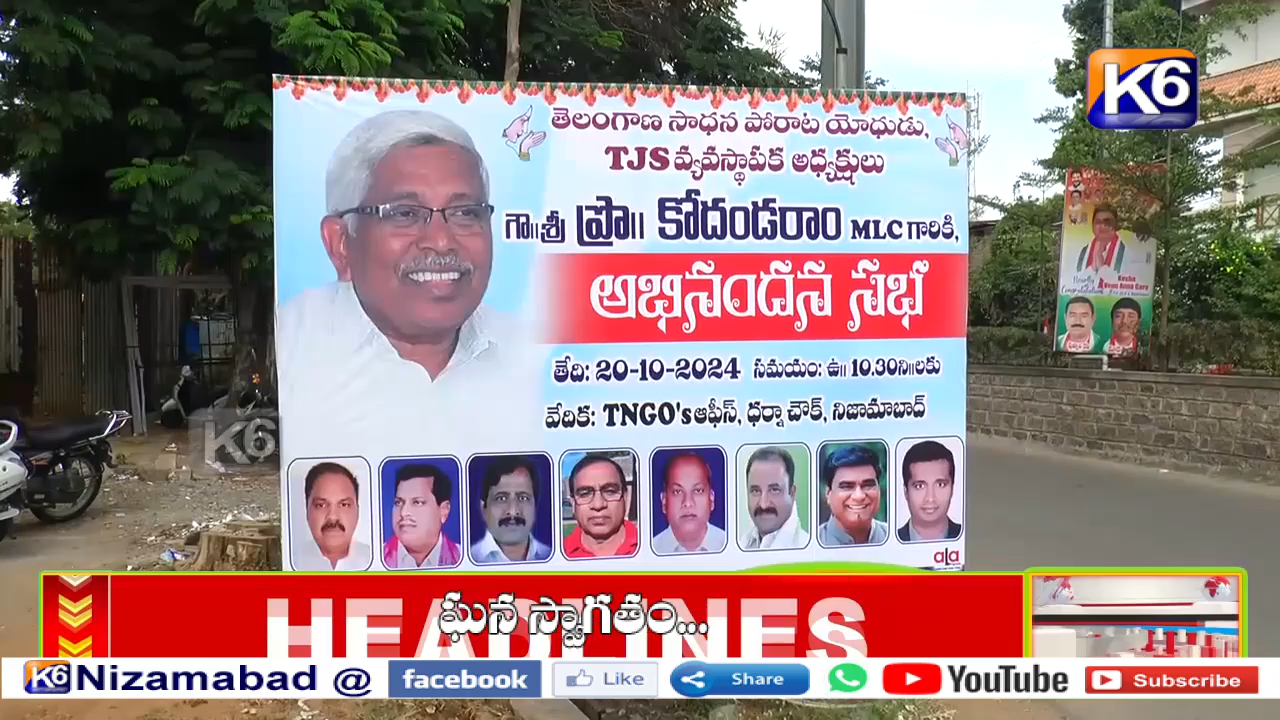 తెలంగాణ సాధన పోరాట యోధుడు,
TJS వ్యవస్థాపక అధ్యక్షులు
గౌ॥శ్రీ ప్రొ॥ కోదండరాం MLC గారికి,
అభినందన సభ
తేది: 20-10-2024 సమయం: ఉ॥ 10.30ని॥లకు
వేదిక: TNGO's ఆఫీస్, ధర్నా చౌక్, నిజామాబాద్
ala
K6
K6
HEADLINES
ఘన స్వాగతం...
K6 Nizamabad @ facebook Like Share YouTube Subscribe